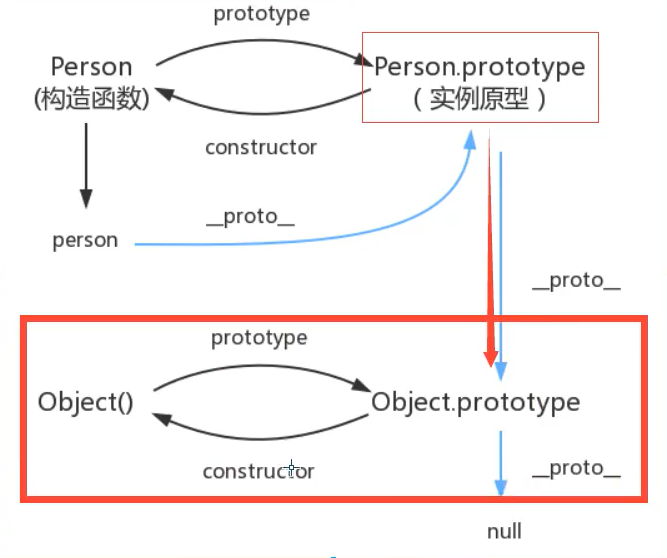 prototype
Person
(构造函数)
Person.prototype
( 实例原型 )
constructor
__proto__
person
__proto__
prototype
Object()
Object.prototype
constructor
__proto__
null